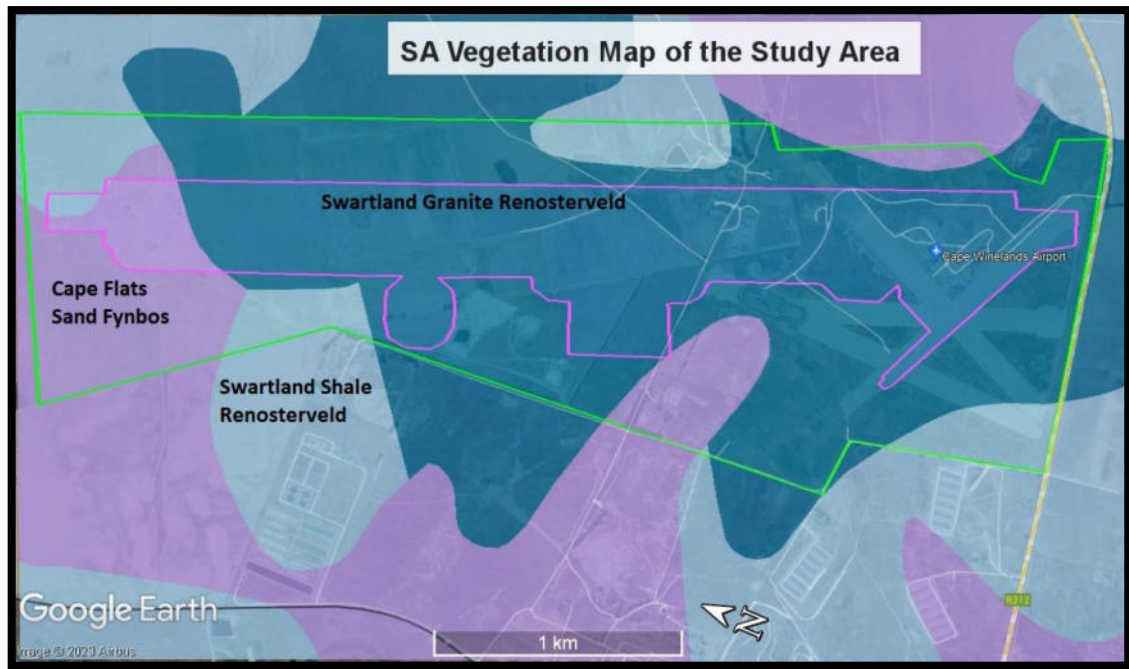 SA Vegetation Map of the Study Area
Swartland Granite Renosterveld
Cape Winelands Airport
Cape Flats
Sand Fynbos
Swartland Shale
Renosterveld
Google Earth
mage © 2023 Airbus
1 km
N
R312